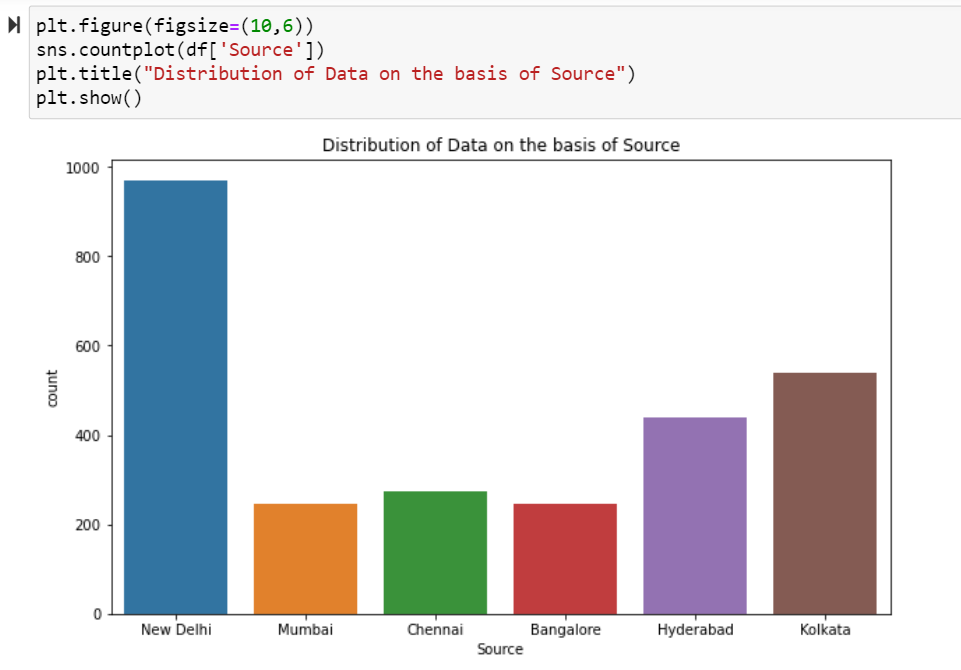 plt.figure(figsize=(10,6))
sns.countplot(df['Source'])
plt.title("Distribution of Data on the basis of Source")
plt.show()
Distribution of Data on the basis of Source
1000
800
600
400
200
0
count
New Delhi Mumbai Chennai Bangalore Hyderabad Kolkata
Source